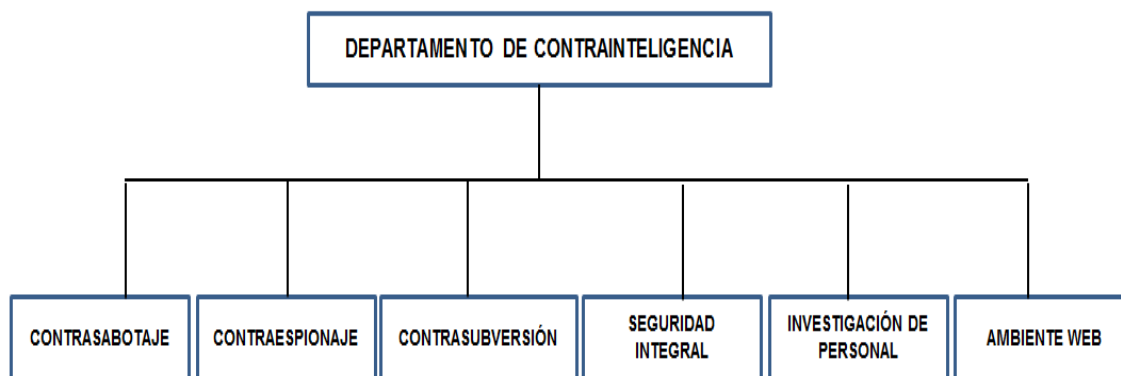 DEPARTAMENTO DE CONTRAINTELIGENCIA
CONTRASABOTAJE
CONTRAESPIONAJE
CONTRASUBVERSIÓN
SEGURIDAD
INTEGRAL
INVESTIGACIÓN DE
PERSONAL
AMBIENTE WEB